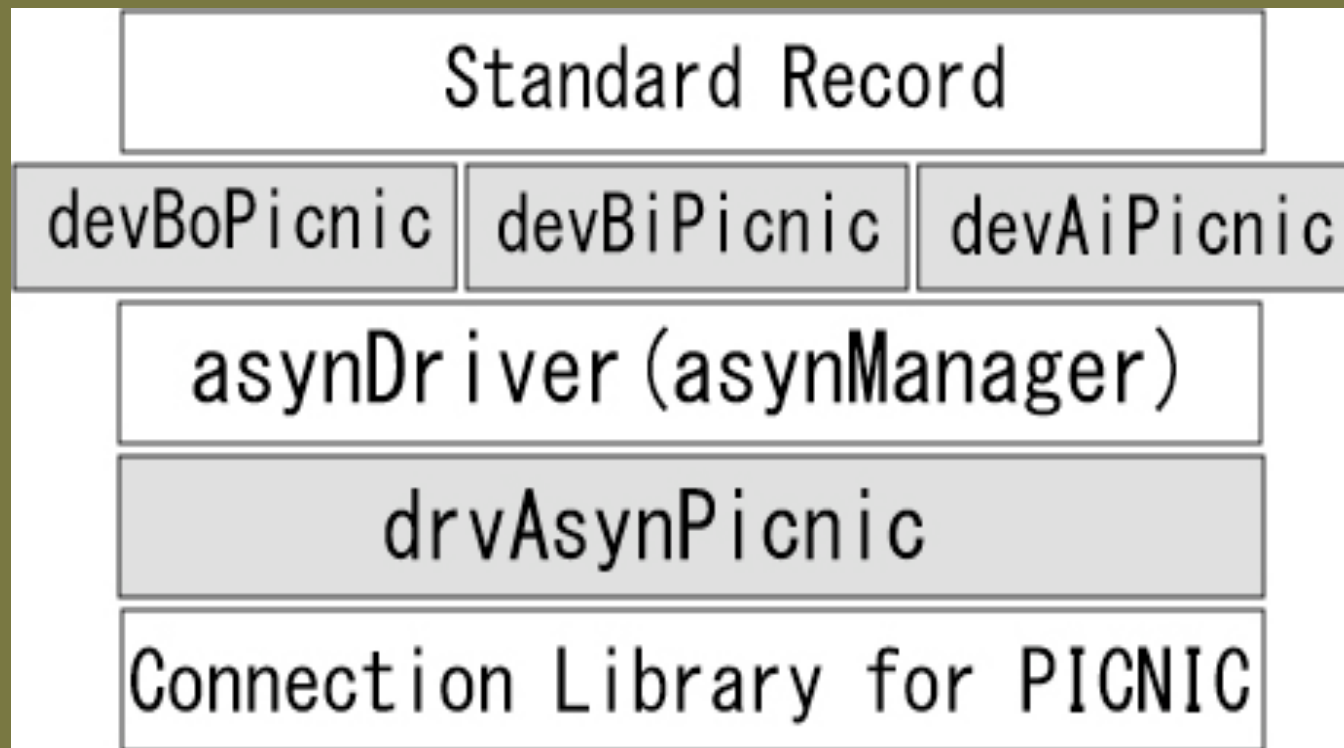 Standard Record
devBoPicnic devBiPicnic devAiPicnic
asynDriver(asynManager)
drvAsynPicnic
Connection Library for PICNIC